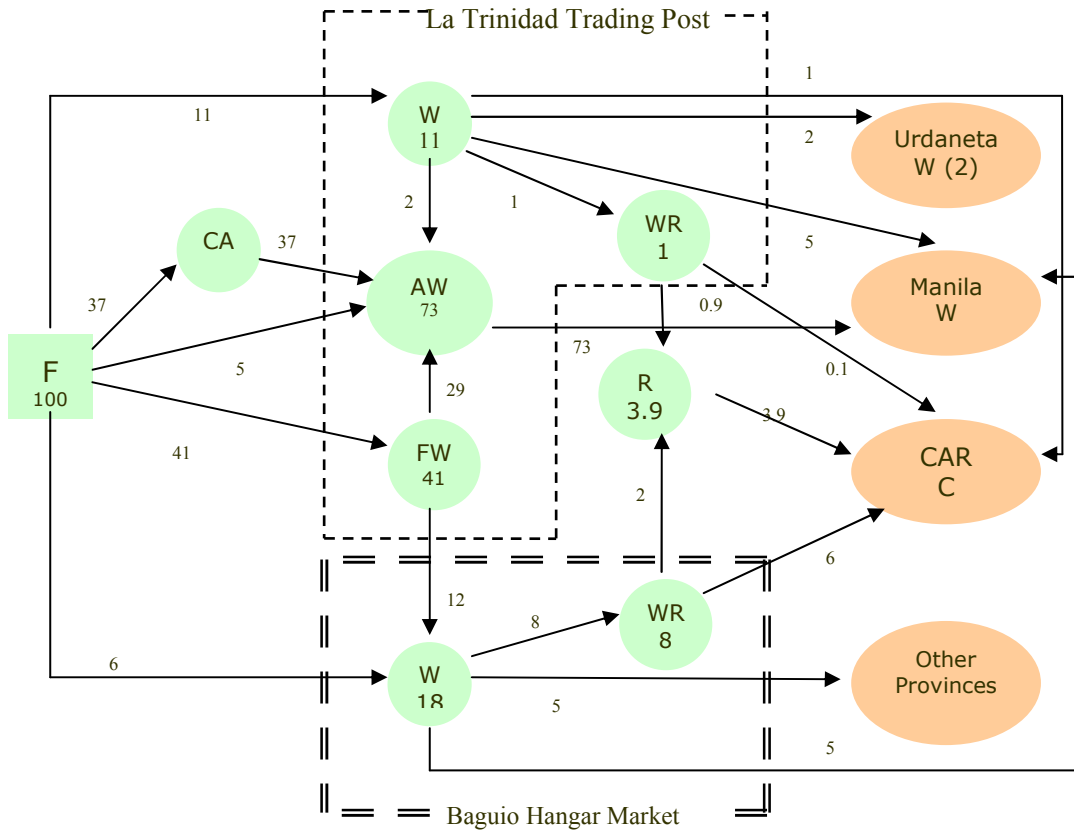 La Trinidad Trading Post
1
11
W
11
2
Urdaneta
W (2)
2
1
5
WR
1
CA
37
AW
73
Manila
W
37
0.9
73
F
100
5
29
R
3.9
0.1
3.9
41
FW
41
CAR
C
2
6
12
8
WR
8
6
W
18
5
Other
Provinces
5
Baguio Hangar Market